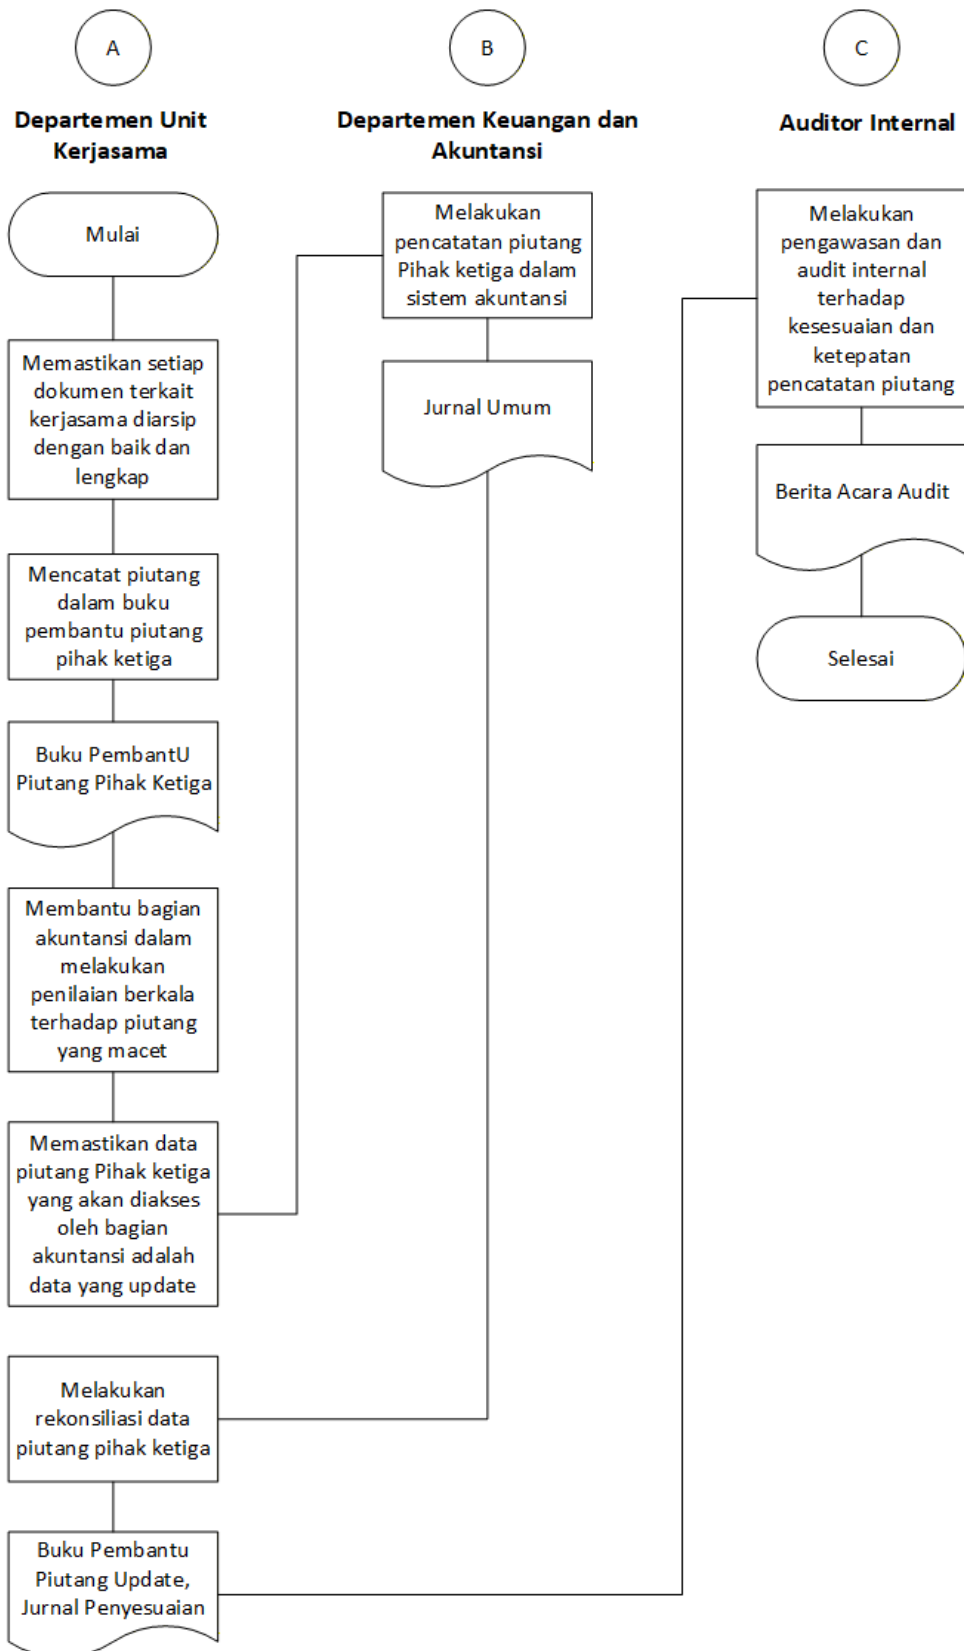 A
Departemen Unit
Kerjasama
Mulai
Memastikan setiap
dokumen terkait
kerjasama diarsip
dengan baik dan
lengkap
Mencatat piutang
dalam buku
pembantu piutang
pihak ketiga
Buku PembantU
Piutang Pihak Ketiga
Membantu bagian
akuntansi dalam
melakukan
penilaian berkala
terhadap piutang
yang macet
Memastikan data
piutang Pihak ketiga
yang akan diakses
oleh bagian
akuntansi adalah
data yang update
Melakukan
rekonsiliasi data
piutang pihak ketiga
Buku Pembantu
Piutang Update,
Jurnal Penyesuaian
B
Departemen Keuangan dan
Akuntansi
Melakukan
pencatatan piutang
Pihak ketiga dalam
sistem akuntansi
Jurnal Umum
C
Auditor Internal
Melakukan
pengawasan dan
audit internal
terhadap
kesesuaian dan
ketepatan
pencatatan piutang
Berita Acara Audit
Selesai